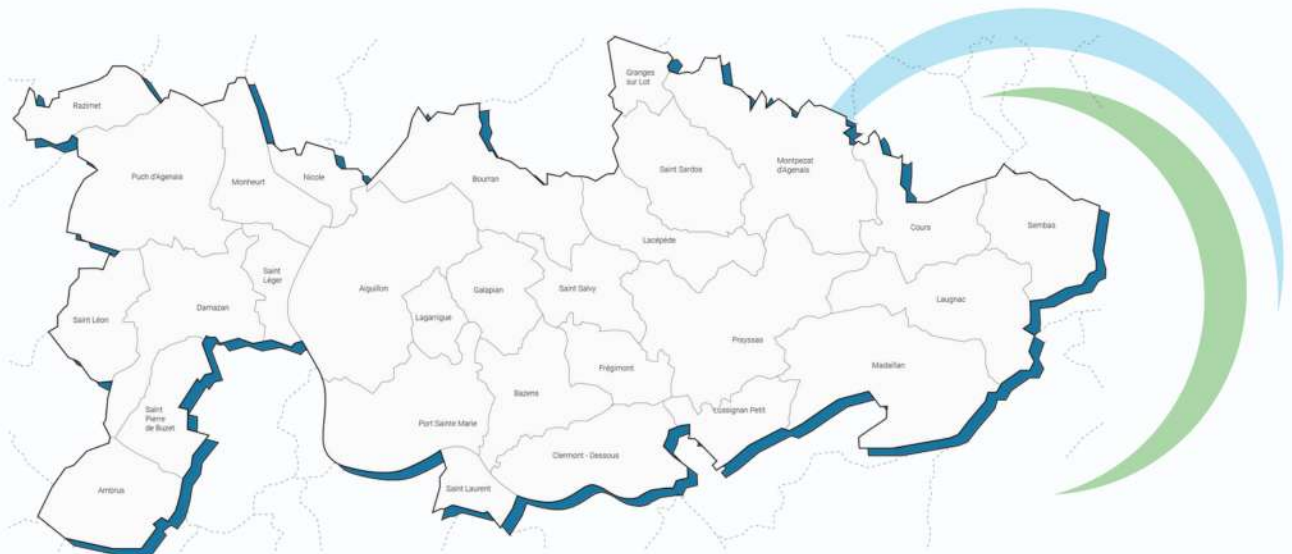 Granges
sur Lot
Razimet
Puch d'Agenais
Monheurt
Nicole
Bourran
Saint Sardos
Montpezat
d'Agenais
Cours
Sembas
Lacépède
Saint
Léger
Aiguillon
Galapian
Saint Salvy
Laugnac
Saint Léon
Damazan
Lagarrigue
Prayssas
Frégimont
Madaillan
Bazens
Saint
Pierre
de Buzet
Port Sainte Marie
Lussignan Petit
Clermont - Dessous
Ambrus
Saint Laurent